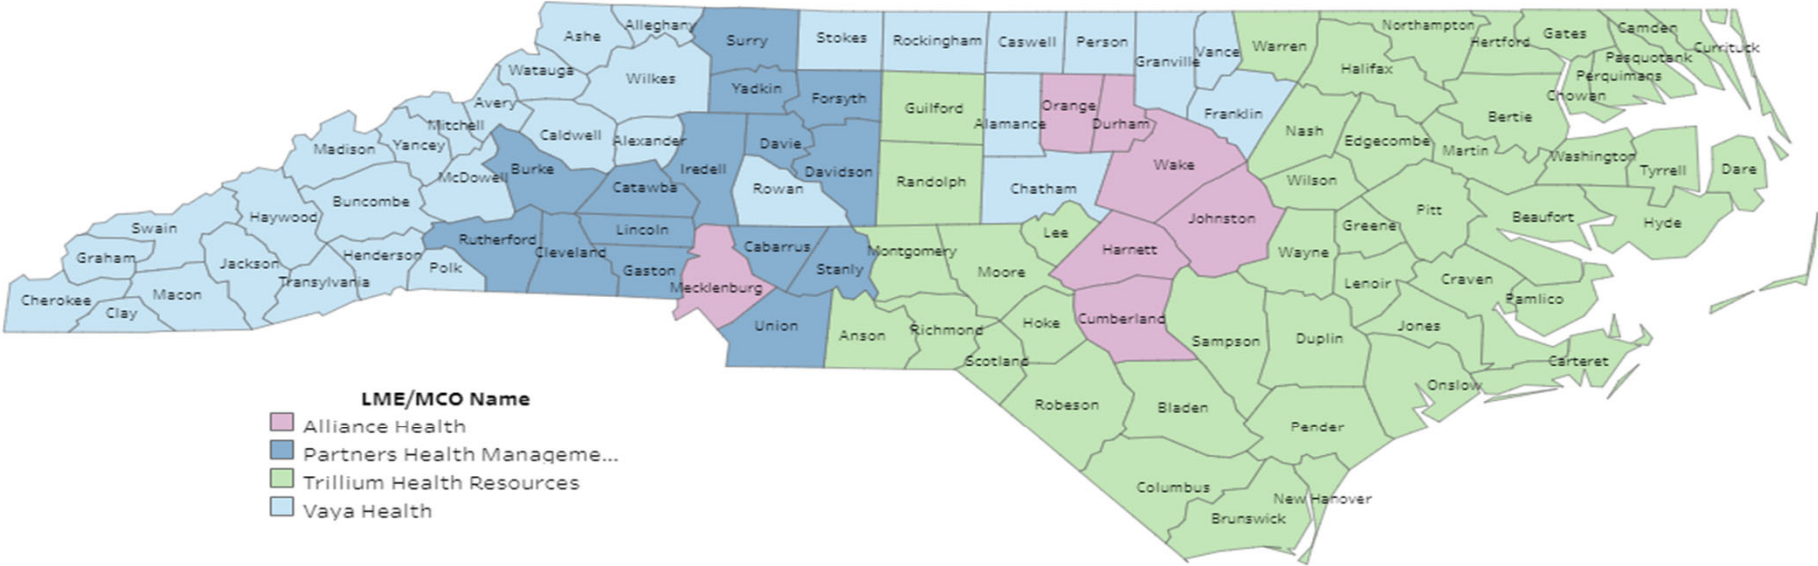 Ashe
Alleghany
Surry
Stokes
Rockingham
Caswell
Person
Granville
Vance
Warren
Northampton
Hertford
Gates
Camden
Currituck
Pasquotank
Perquimans
Chowan
Halifax
Watauga
Wilkes
Yadkin
Forsyth
Guilford
Alamance
Orange
Durham
Franklin
Nash
Edgecombe
Bertie
Martin
Washington
Tyrrell
Dare
Avery
Mitchell
Caldwell
Alexander
Davie
Iredell
Davidson
Randolph
Chatham
Wake
Wilson
Madison
Yancey
McDowell
Burke
Catawba
Rowan
Johnston
Greene
Pitt
Beaufort
Hyde
Buncombe
Haywood
Swain
Graham
Jackson
Henderson
Transylvania
Polk
Rutherford
Cleveland
Lincoln
Gaston
Cabarrus
Stanly
Montgomery
Moore
Lee
Harnett
Wayne
Lenoir
Craven
Pamlico
Cherokee
Clay
Macon
Mecklenburg
Union
Anson
Richmond
Scotland
Hoke
Cumberland
Sampson
Duplin
Jones
Carteret
Onslow
Robeson
Bladen
Pender
Columbus
New Hanover
Brunswick
LME/MCO Name
Alliance Health
Partners Health Manageme...
Trillium Health Resources
Vaya Health